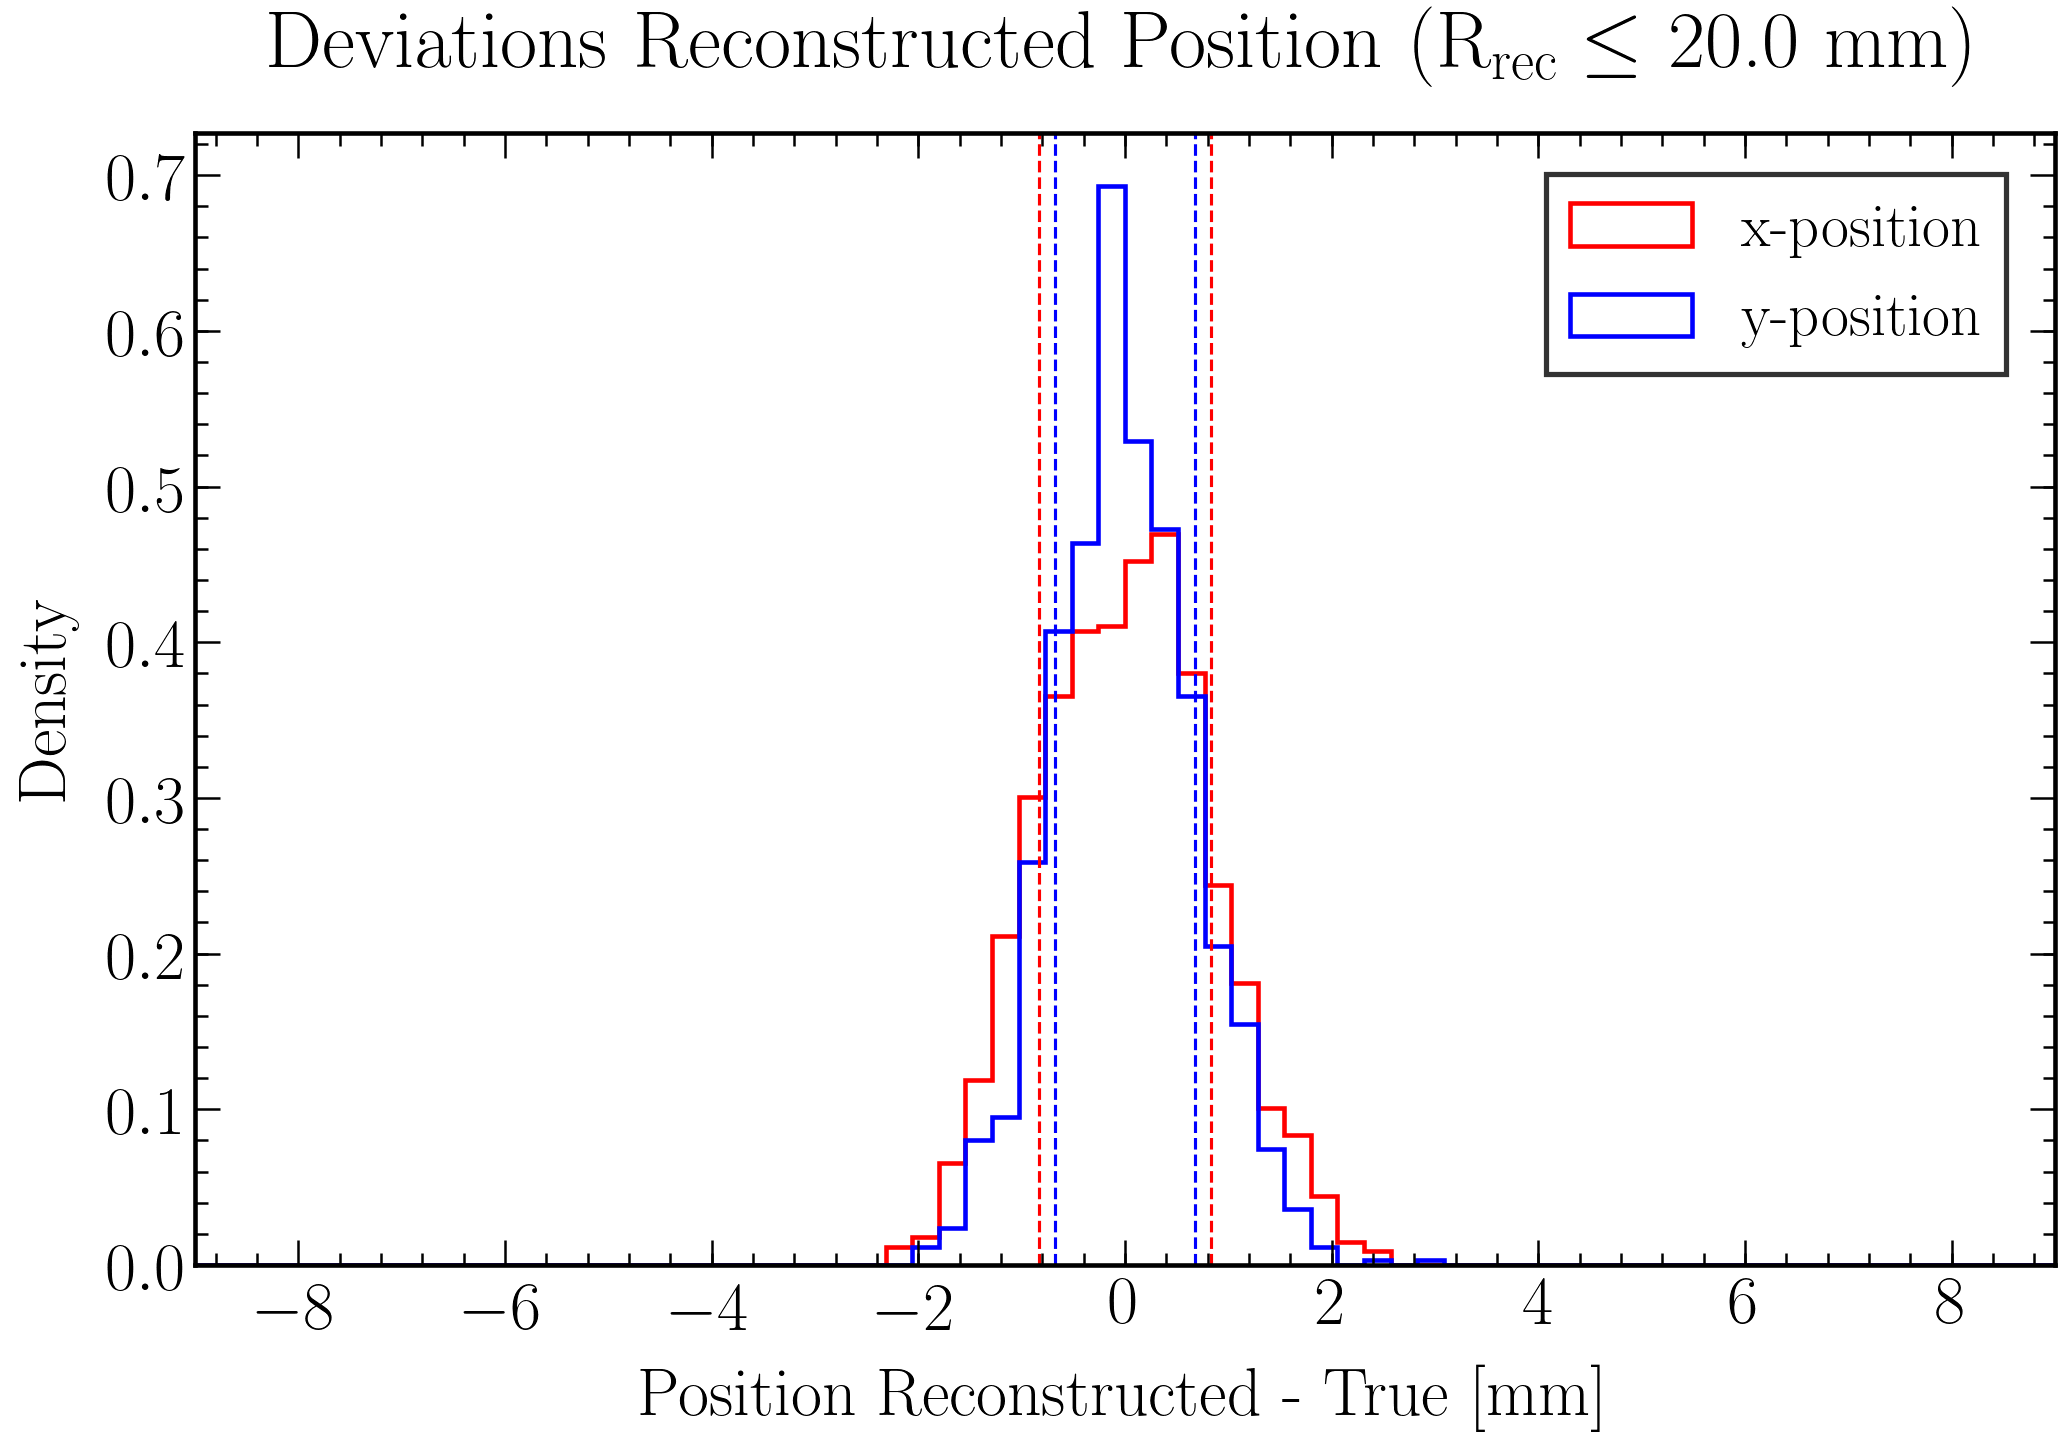 Deviations Reconstructed Position (Rrec ≤ 20.0 mm)
0.7
0.6
0.5
0.4
0.3
0.2
0.1
0.0
Density
x-position
y-position
−8 −6 −4 −2 0 2 4 6 8
Position Reconstructed - True [mm]